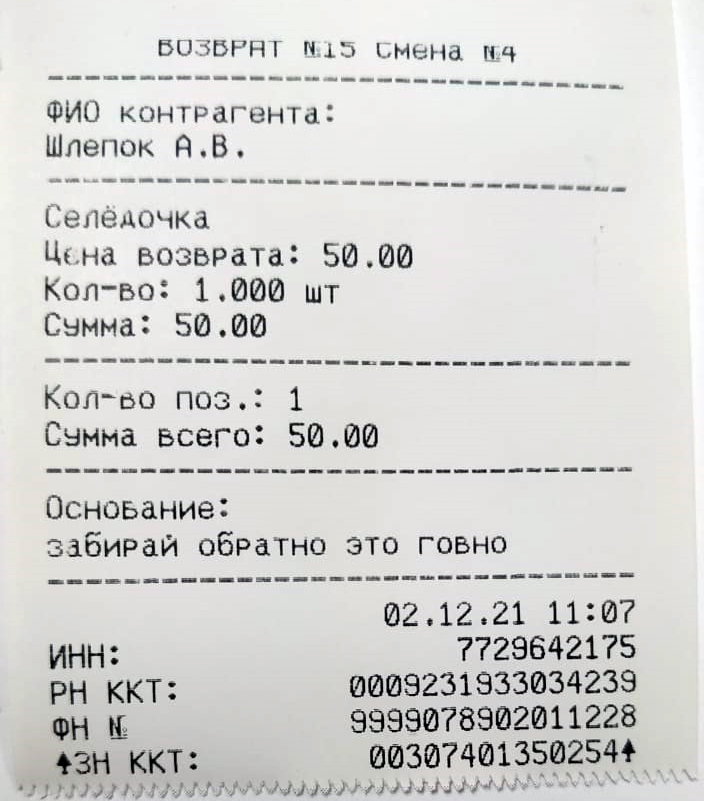 ВОЗВРАТ №15 Смена №4
ФИО контрагента:
Шлепок А.В.
Селёдочка
Цена возврата: 50.00
Кол-во: 1.000 шт
Сумма: 50.00
Кол-во поз.: 1
Сумма всего: 50.00
Основание:
забирай обратно это говно
02.12.21 11:07
ИНН: 7729642175
РН ККТ: 0009231933034239
ФН № 9999078902011228
ЗН ККТ: 00307401350254